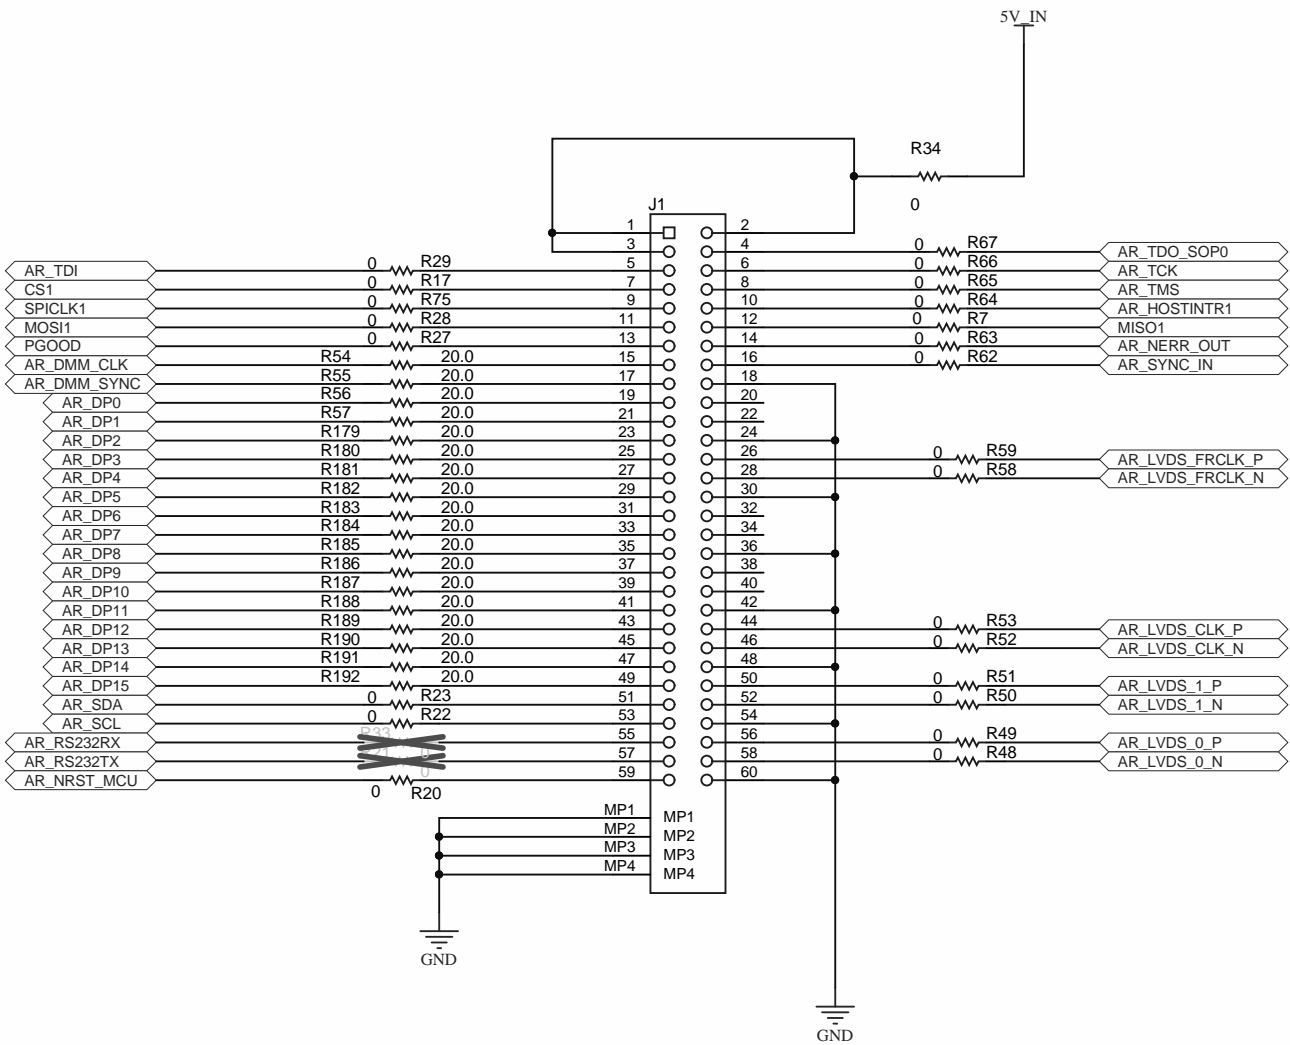 5V_IN
R34
0
J1
1 2
3 4 0 R67 AR_TDO_SOP0
AR_TDI 0 R29 5 6 0 R66 AR_TCK
CS1 0 R17 7 8 0 R65 AR_TMS
SPICLK1 0 R75 9 10 0 R64 AR_HOSTINTR1
MOSI1 0 R28 11 12 0 R7 MISO1
PGOOD 0 R27 13 14 0 R63 AR_NERR_OUT
AR_DMM_CLK R54 20.0 15 16 0 R62 AR_SYNC_IN
AR_DMM_SYNC R55 20.0 17 18
AR_DP0 R56 20.0 19 20
AR_DP1 R57 20.0 21 22
AR_DP2 R179 20.0 23 24
AR_DP3 R180 20.0 25 26 0 R59 AR_LVDS_FRCLK_P
AR_DP4 R181 20.0 27 28 0 R58 AR_LVDS_FRCLK_N
AR_DP5 R182 20.0 29 30
AR_DP6 R183 20.0 31 32
AR_DP7 R184 20.0 33 34
AR_DP8 R185 20.0 35 36
AR_DP9 R186 20.0 37 38
AR_DP10 R187 20.0 39 40
AR_DP11 R188 20.0 41 42
AR_DP12 R189 20.0 43 44 0 R53 AR_LVDS_CLK_P
AR_DP13 R190 20.0 45 46 0 R52 AR_LVDS_CLK_N
AR_DP14 R191 20.0 47 48
AR_DP15 R192 20.0 49 50 0 R51 AR_LVDS_1_P
AR_SDA 0 R23 51 52 0 R50 AR_LVDS_1_N
AR_SCL 0 R22 53 54
AR_RS232RX R33 0 55 56 0 R49 AR_LVDS_0_P
AR_RS232TX 0 57 58 0 R48 AR_LVDS_0_N
AR_NRST_MCU 0 R20 59 60
MP1 MP1
MP2 MP2
MP3 MP3
MP4 MP4
GND
GND